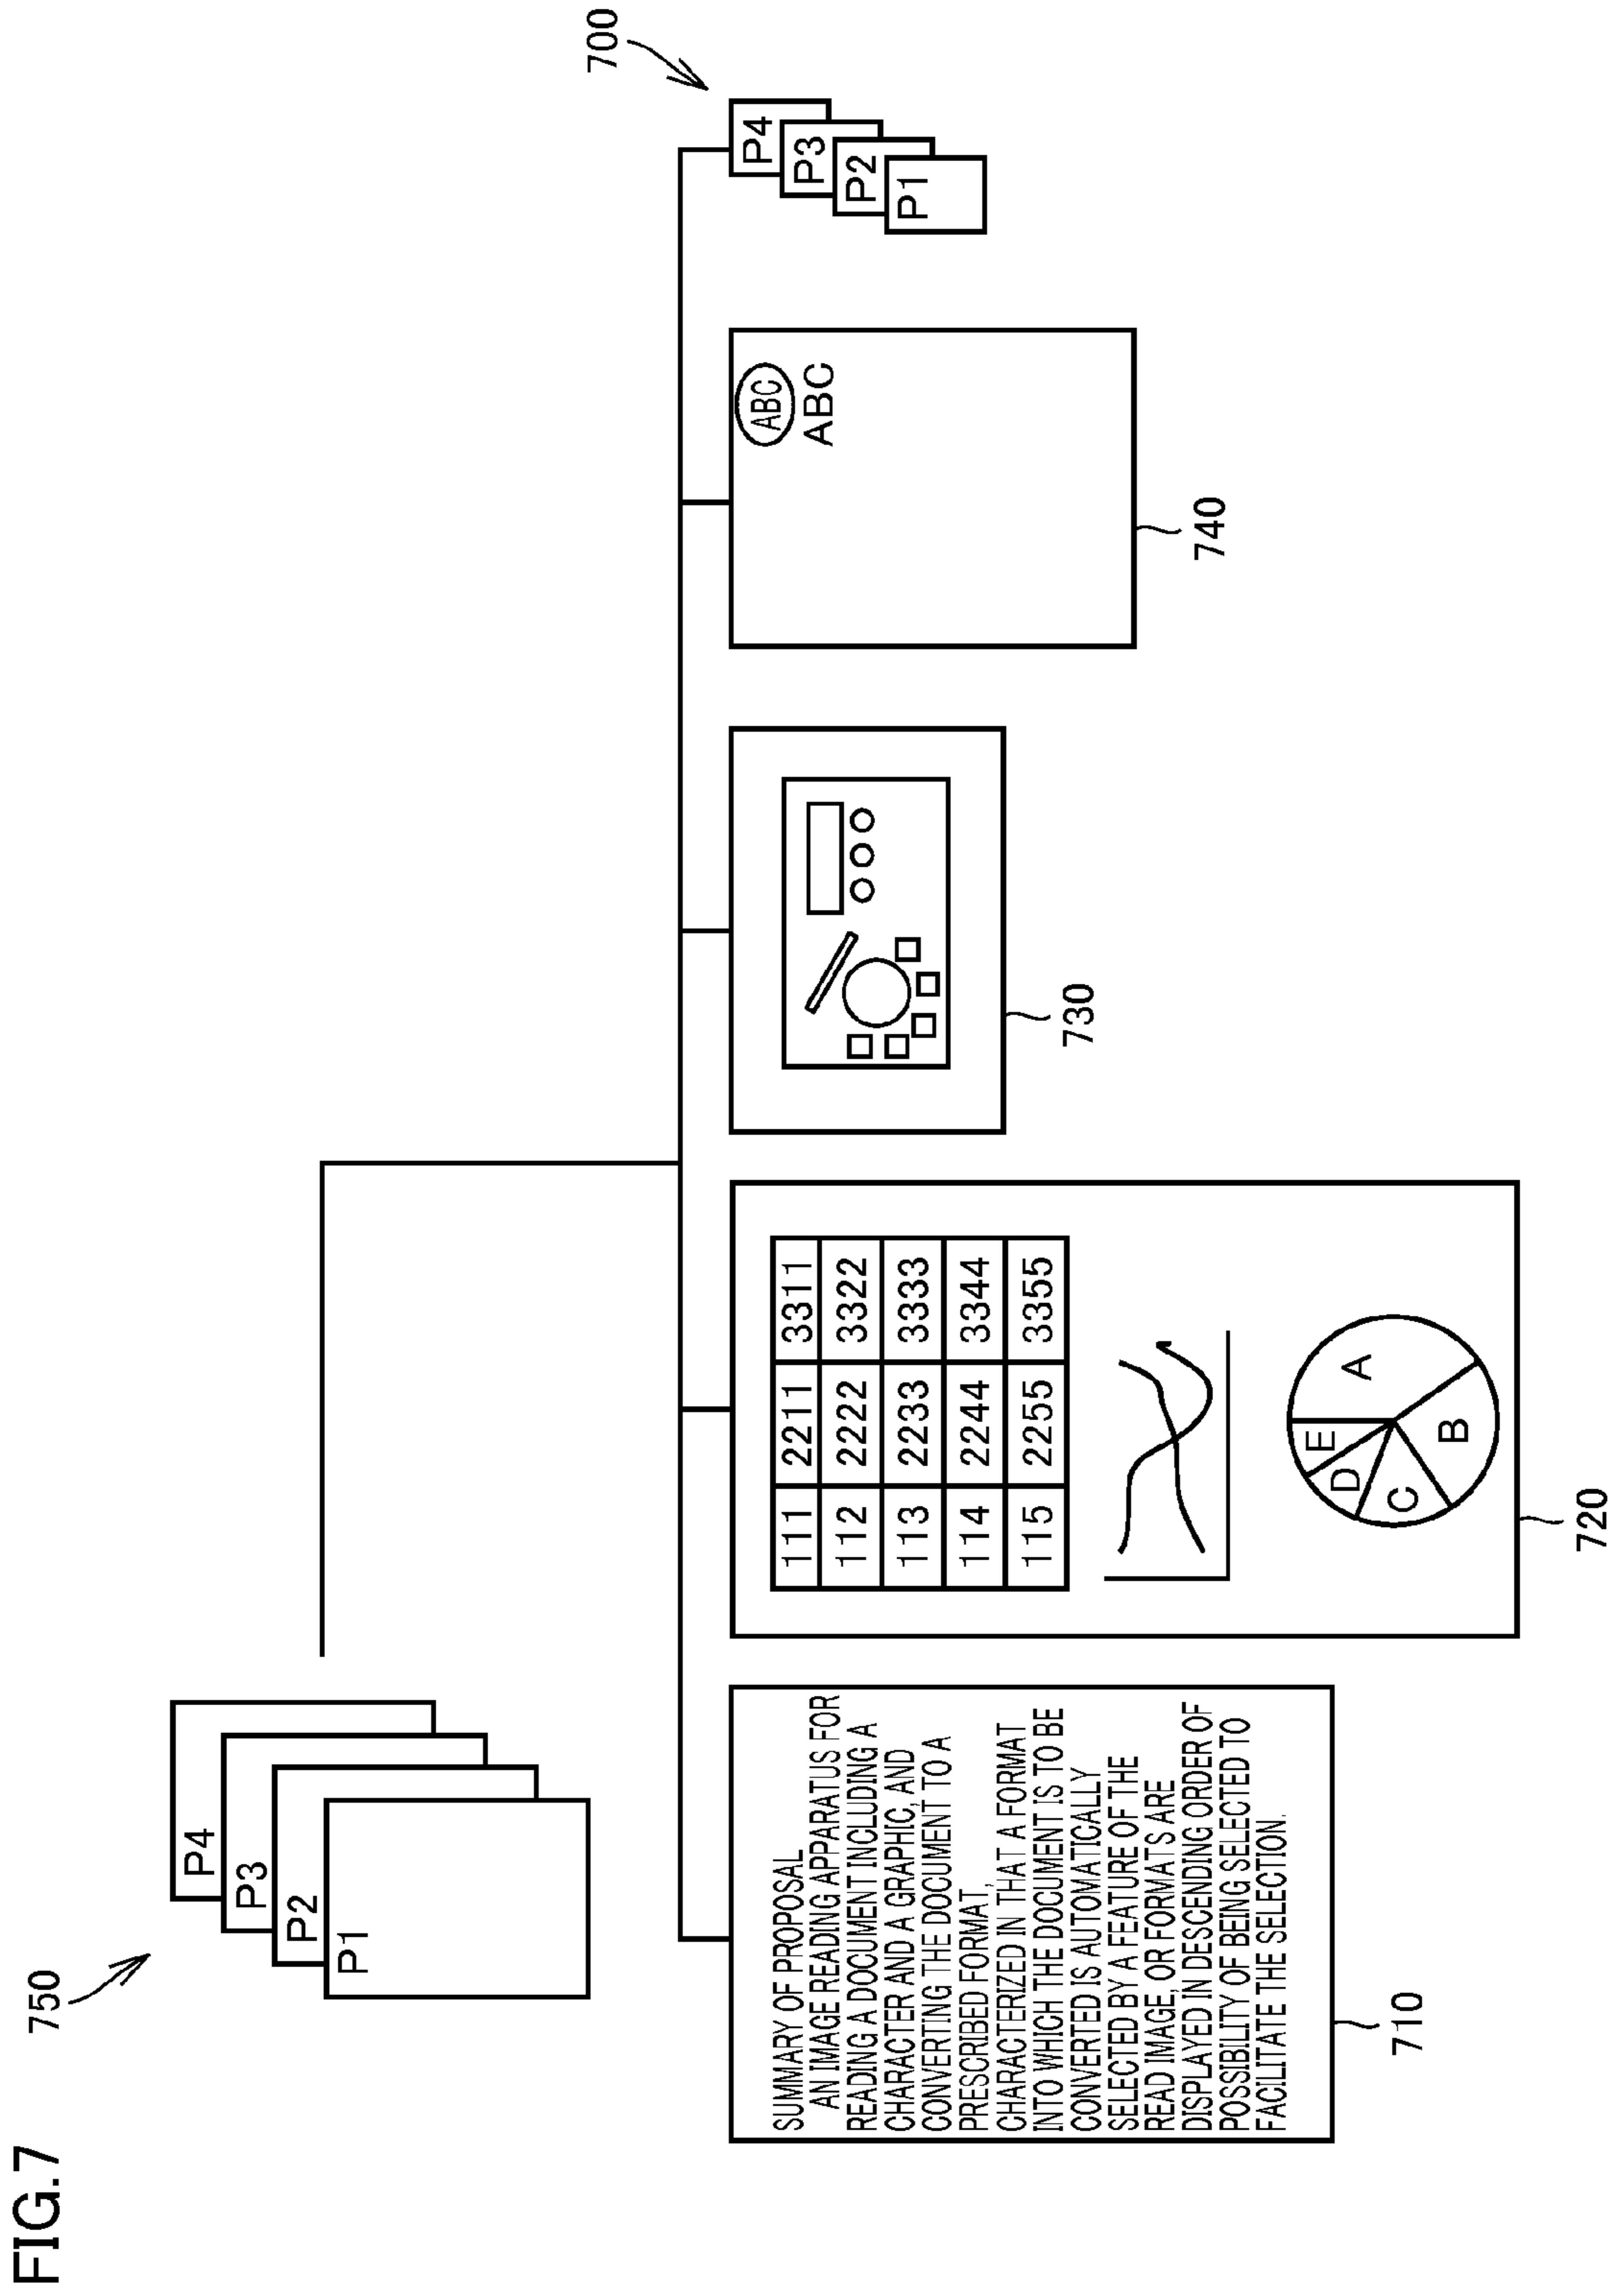 FIG.7
750
P4
P3
P2
P1
700
P4
P3
P2
P1
SUMMARY OF PROPOSAL
AN IMAGE READING APPARATUS FOR
READING A DOCUMENT INCLUDING A
CHARACTER AND A GRAPHIC, AND
CONVERTING THE DOCUMENT TO A
PRESCRIBED FORMAT,
CHARACTERIZED IN THAT A FORMAT
INTO WHICH THE DOCUMENT IS TO BE
CONVERTED IS AUTOMATICALLY
SELECTED BY A FEATURE OF THE
READ IMAGE, OR FORMATS ARE
DISPLAYED IN DESCENDING ORDER OF
POSSIBILITY OF BEING SELECTED TO
FACILITATE THE SELECTION.
710
111 2211 3311
112 2222 3322
113 2233 3333
114 2244 3344
115 2255 3355
E
A
D
C
B
720
730
ABC
ABC
740